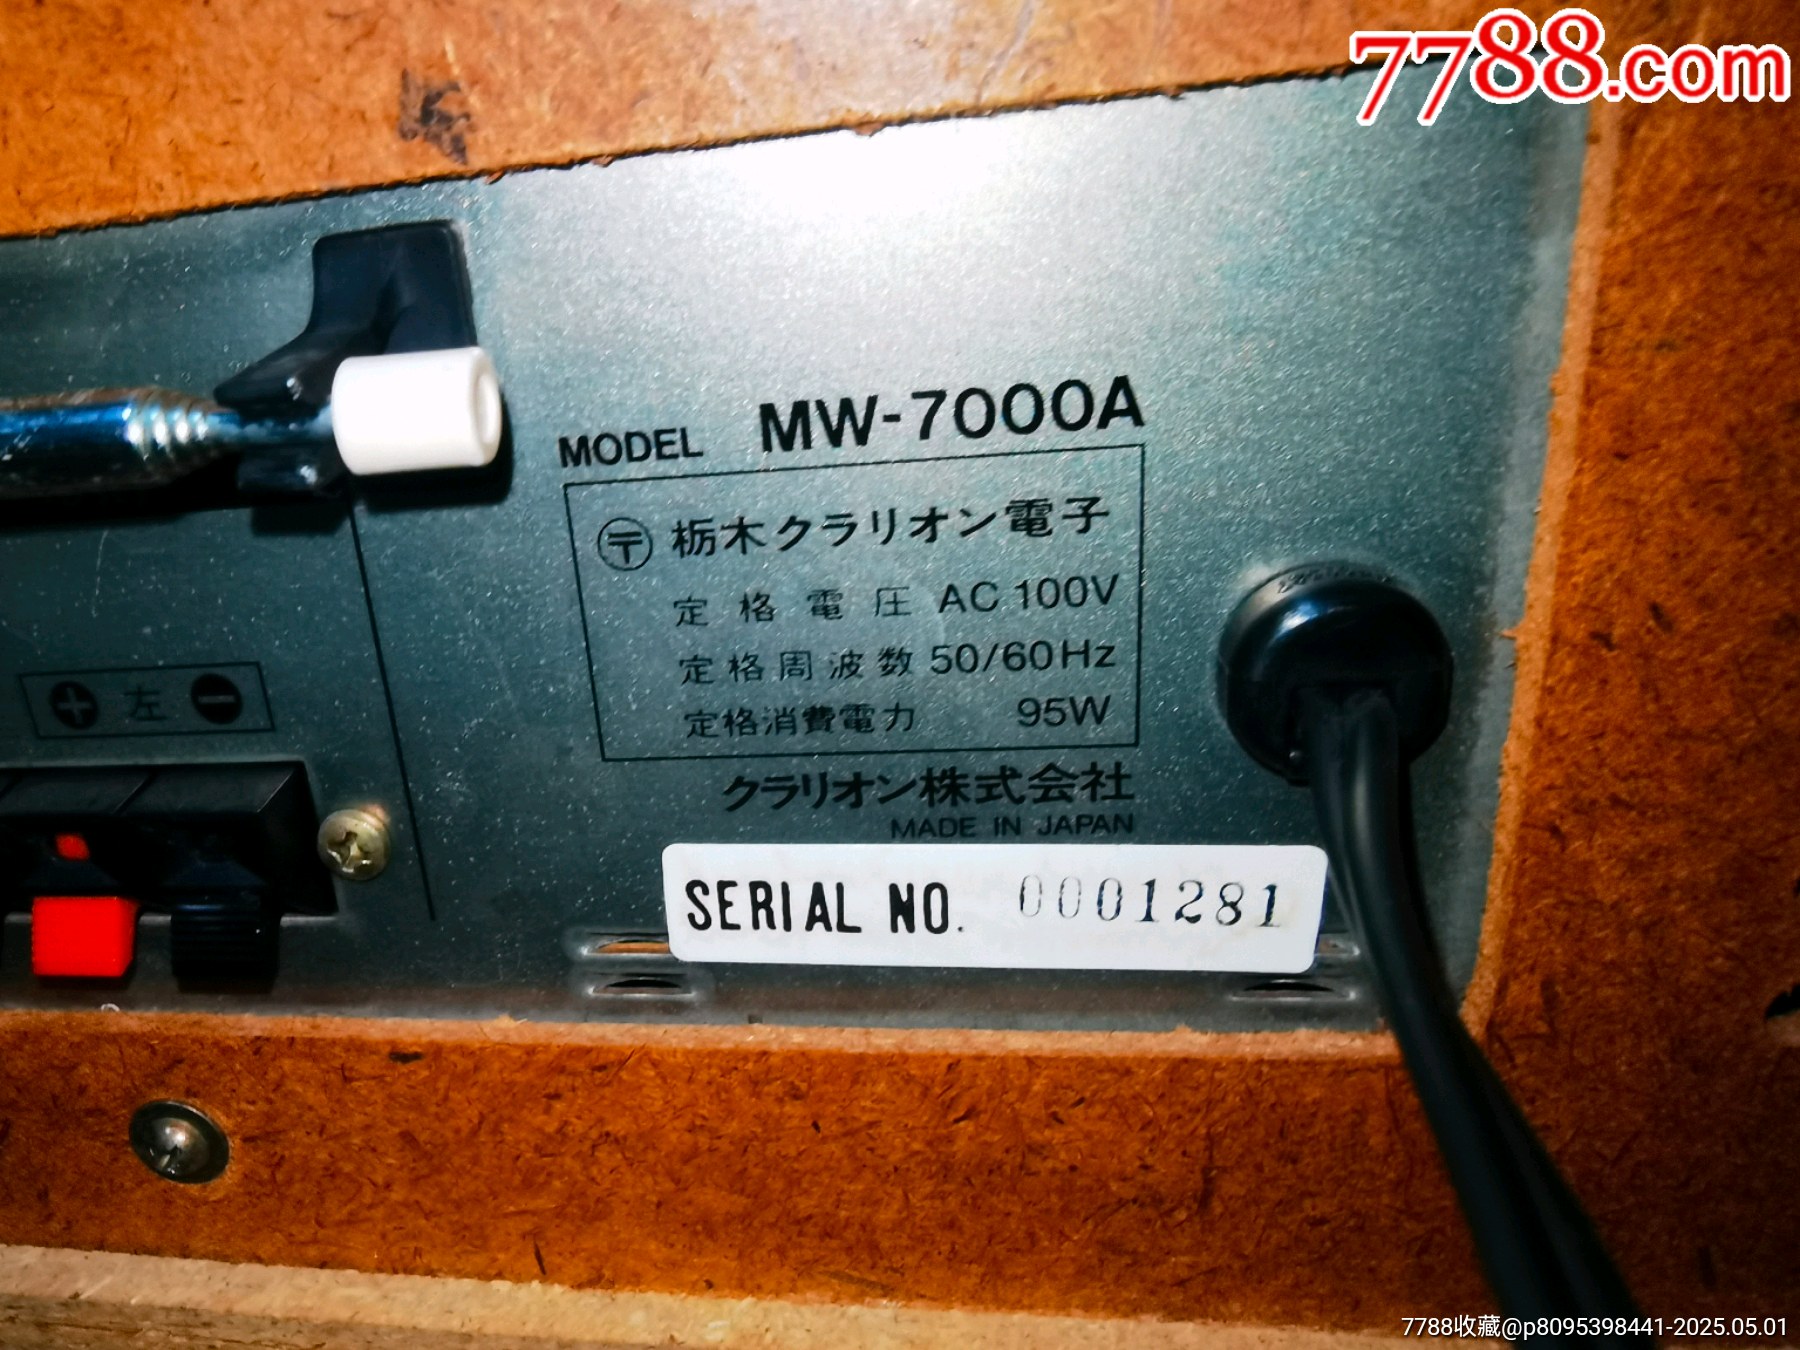 7788.com
MODEL MW-7000A
〒 栃木クラリオン電子
定格電圧 AC 100V
定格周波数 50/60Hz
定格消費電力 95W
クラリオン株式会社
MADE IN JAPAN
+ 左 −
SERIAL NO. 0001281
7788收藏@p8095398441-2025.05.01